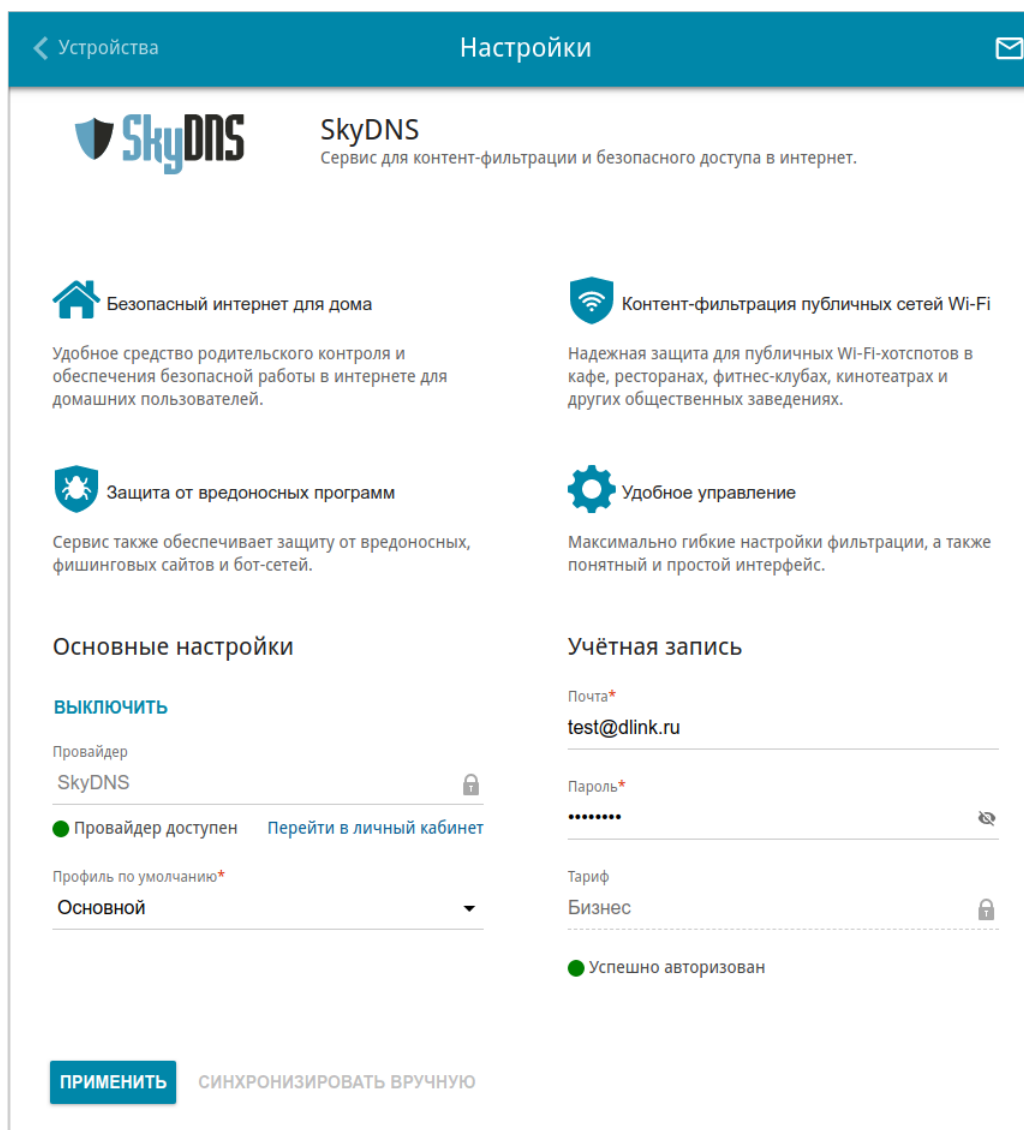 Устройства
Настройки
SkyDNS
SkyDNS
Сервис для контент-фильтрации и безопасного доступа в интернет.
Безопасный интернет для дома
Удобное средство родительского контроля и
обеспечения безопасной работы в интернете для
домашних пользователей.
Контент-фильтрация публичных сетей Wi-Fi
Надежная защита для публичных Wi-Fi-хотспотов в
кафе, ресторанах, фитнес-клубах, кинотеатрах и
других общественных заведениях.
Защита от вредоносных программ
Сервис также обеспечивает защиту от вредоносных,
фишинговых сайтов и бот-сетей.
Удобное управление
Максимально гибкие настройки фильтрации, а также
понятный и простой интерфейс.
Основные настройки
ВЫКЛЮЧИТЬ
Провайдер
SkyDNS
Провайдер доступен Перейти в личный кабинет
Профиль по умолчанию*
Основной
Учётная запись
Почта*
test@dlink.ru
Пароль*
••••••••
Тариф
Бизнес
Успешно авторизован
ПРИМЕНИТЬ
СИНХРОНИЗИРОВАТЬ ВРУЧНУЮ